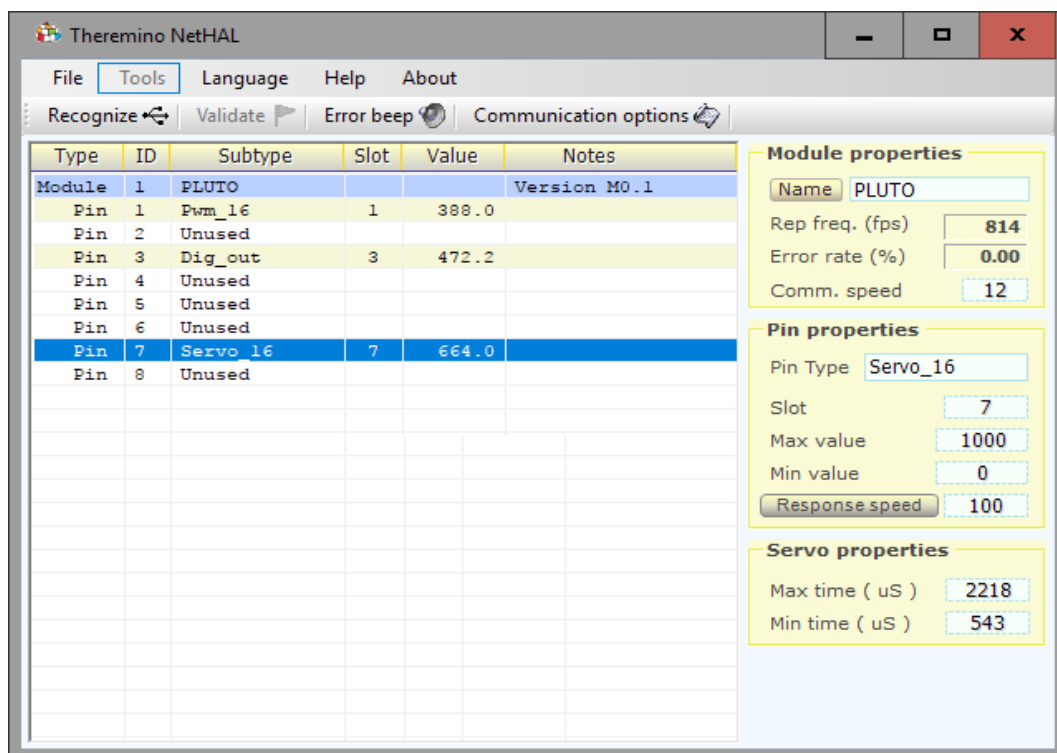 Theremino NetHAL
File Tools Language Help About
Recognize Validate Error beep Communication options
Type ID Subtype Slot Value Notes
Module 1 PLUTO Version M0.1
Pin 1 Pwm_16 1 388.0
Pin 2 Unused
Pin 3 Dig_out 3 472.2
Pin 4 Unused
Pin 5 Unused
Pin 6 Unused
Pin 7 Servo_16 7 664.0
Pin 8 Unused
Module properties
Name PLUTO
Rep freq. (fps) 814
Error rate (%) 0.00
Comm. speed 12
Pin properties
Pin Type Servo_16
Slot 7
Max value 1000
Min value 0
Response speed 100
Servo properties
Max time ( uS ) 2218
Min time ( uS ) 543